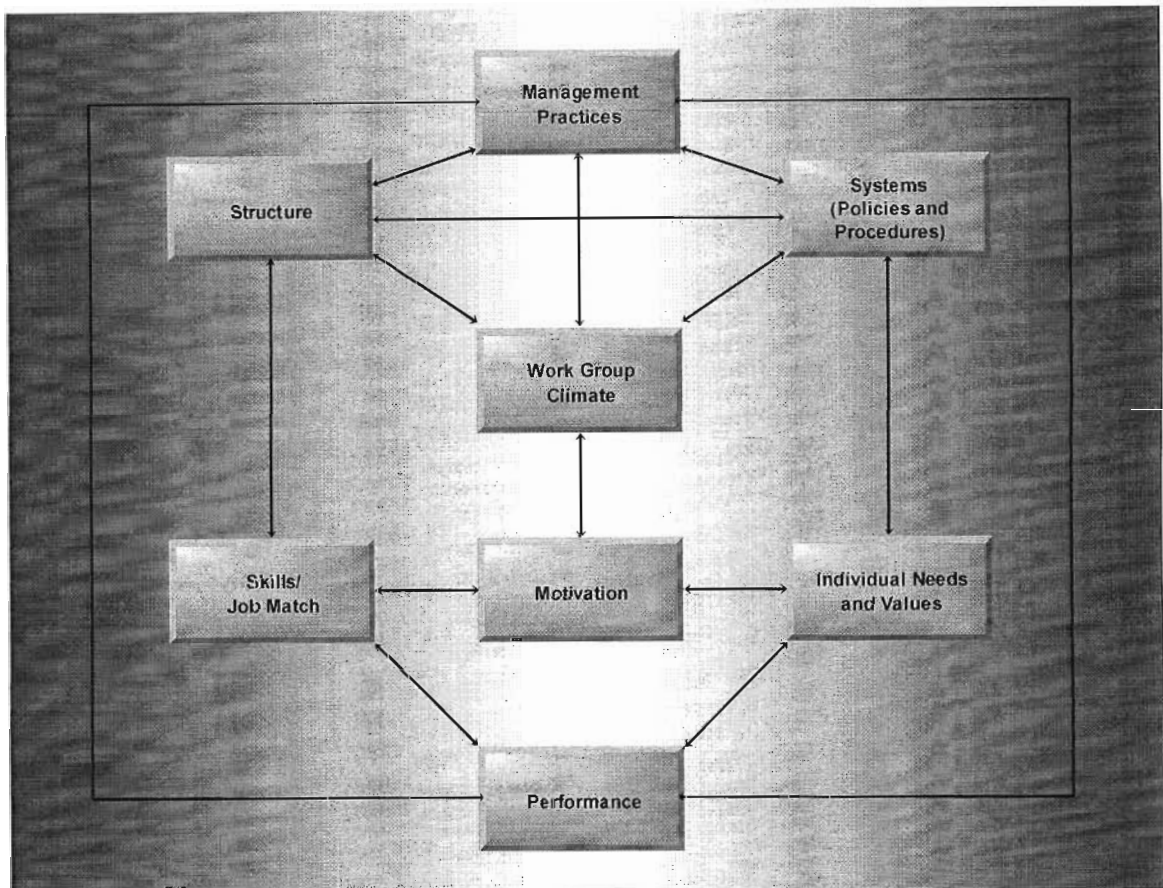 Management
Practices
Structure
Systems
(Policies and
Procedures)
Work Group
Climate
Skills/
Job Match
Motivation
Individual Needs
and Values
Performance